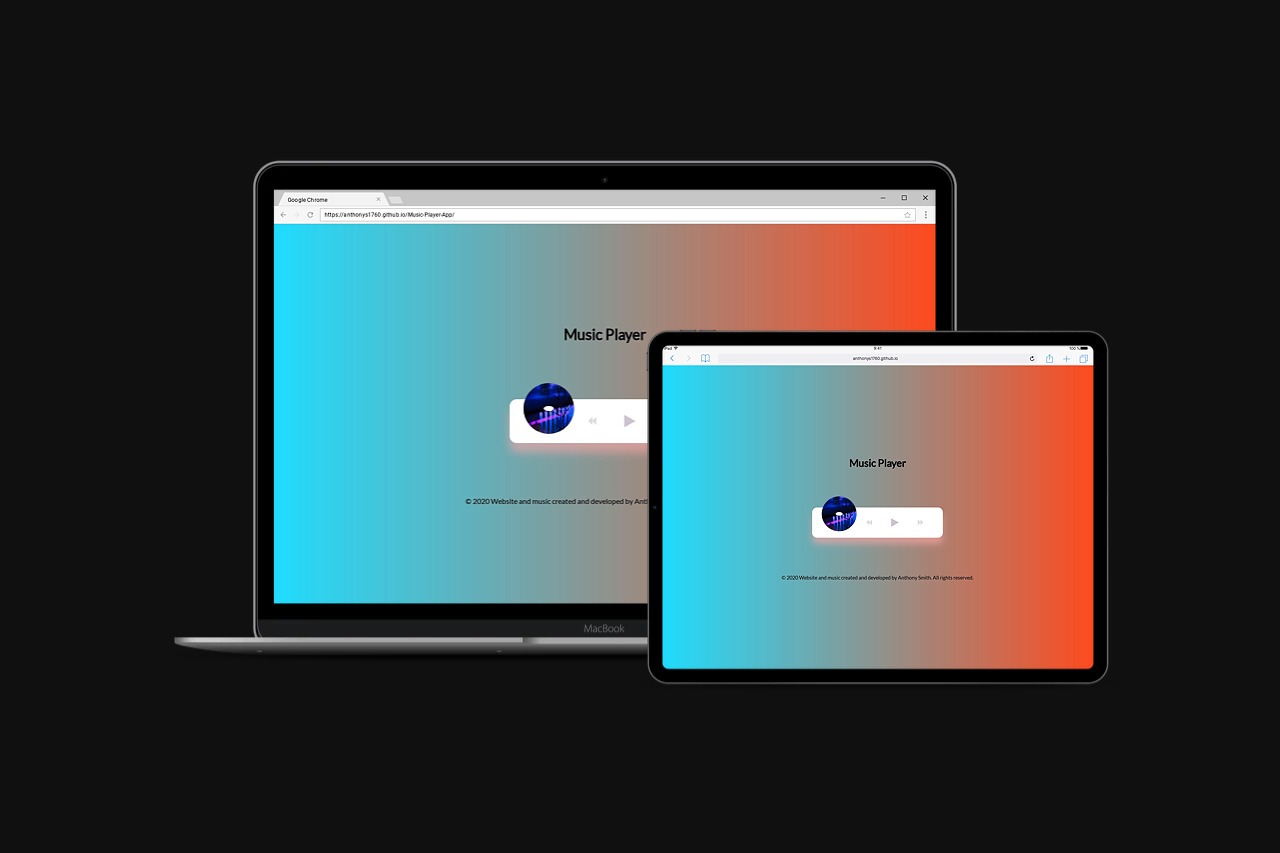 Google Chrome
https://anthonys1760.github.io/Music-Player-App/
Music Player
© 2020 Website and music created and developed by Ant
MacBook
iPad
9:41
100 %
anthonys1760.github.io
Music Player
© 2020 Website and music created and developed by Anthony Smith. All rights reserved.